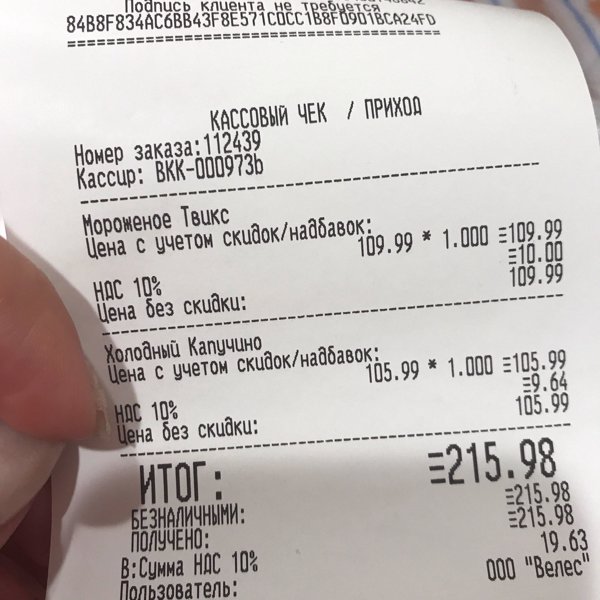 Подпись клиента не требуется
84B8F834AC6BB43F8E571CDCC1B8FD9D1BCA24FD
КАССОВЫЙ ЧЕК / ПРИХОД
Номер заказа:112439
Кассир: ВКК-000973b
Мороженое Твикс
Цена с учетом скидок/надбавок:
109.99 * 1.000 ≡109.99
≡10.00
НДС 10%
109.99
Цена без скидки:
Холодный Капучино
Цена с учетом скидок/надбавок:
105.99 * 1.000 ≡105.99
≡9.64
НДС 10%
105.99
Цена без скидки:
ИТОГ: ≡215.98
БЕЗНАЛИЧНЫМИ: ≡215.98
ПОЛУЧЕНО: ≡215.98
В:Сумма НДС 10% 19.63
Пользователь: ООО "Велес"